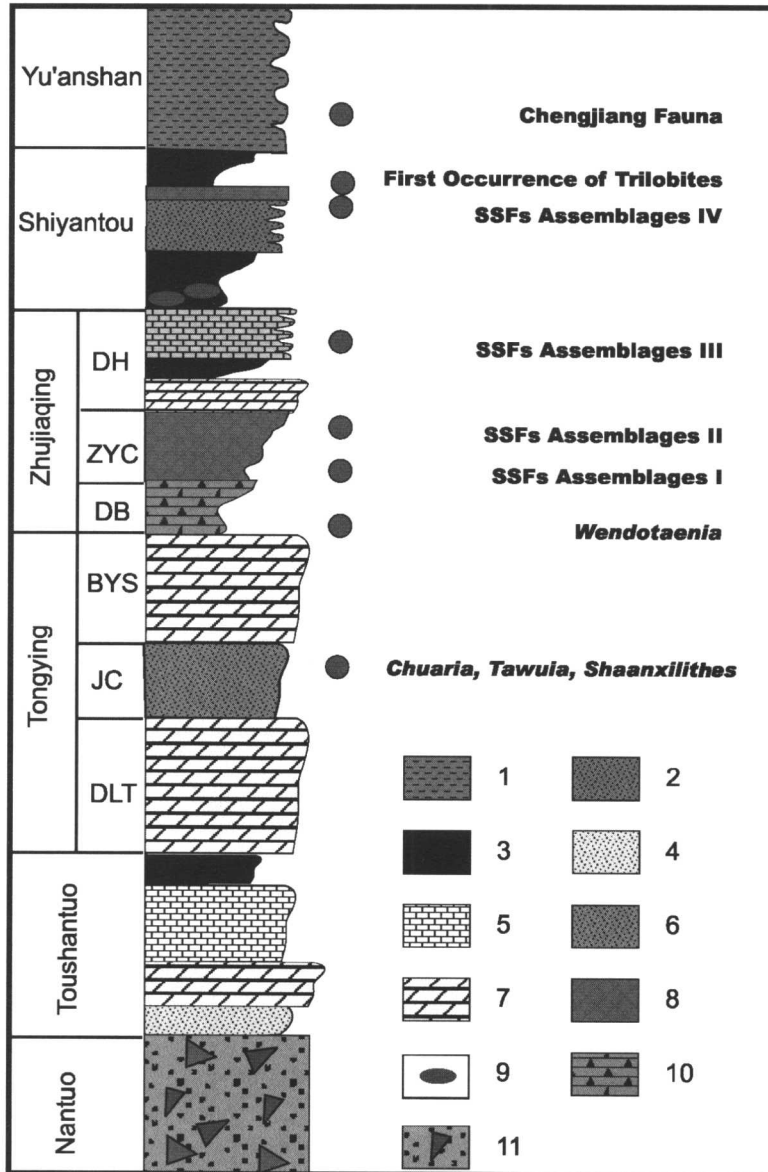 Yu'anshan
Chengjiang Fauna
First Occurrence of Trilobites
Shiyantou
SSFs Assemblages IV
Zhujiaqing
DH
SSFs Assemblages III
ZYC
SSFs Assemblages II
SSFs Assemblages I
DB
Wendotaenia
Tongying
BYS
JC
Chuaria, Tawuia, Shaanxilithes
DLT
1
2
3
4
Toushantuo
5
6
7
8
Nantuo
9
10
11